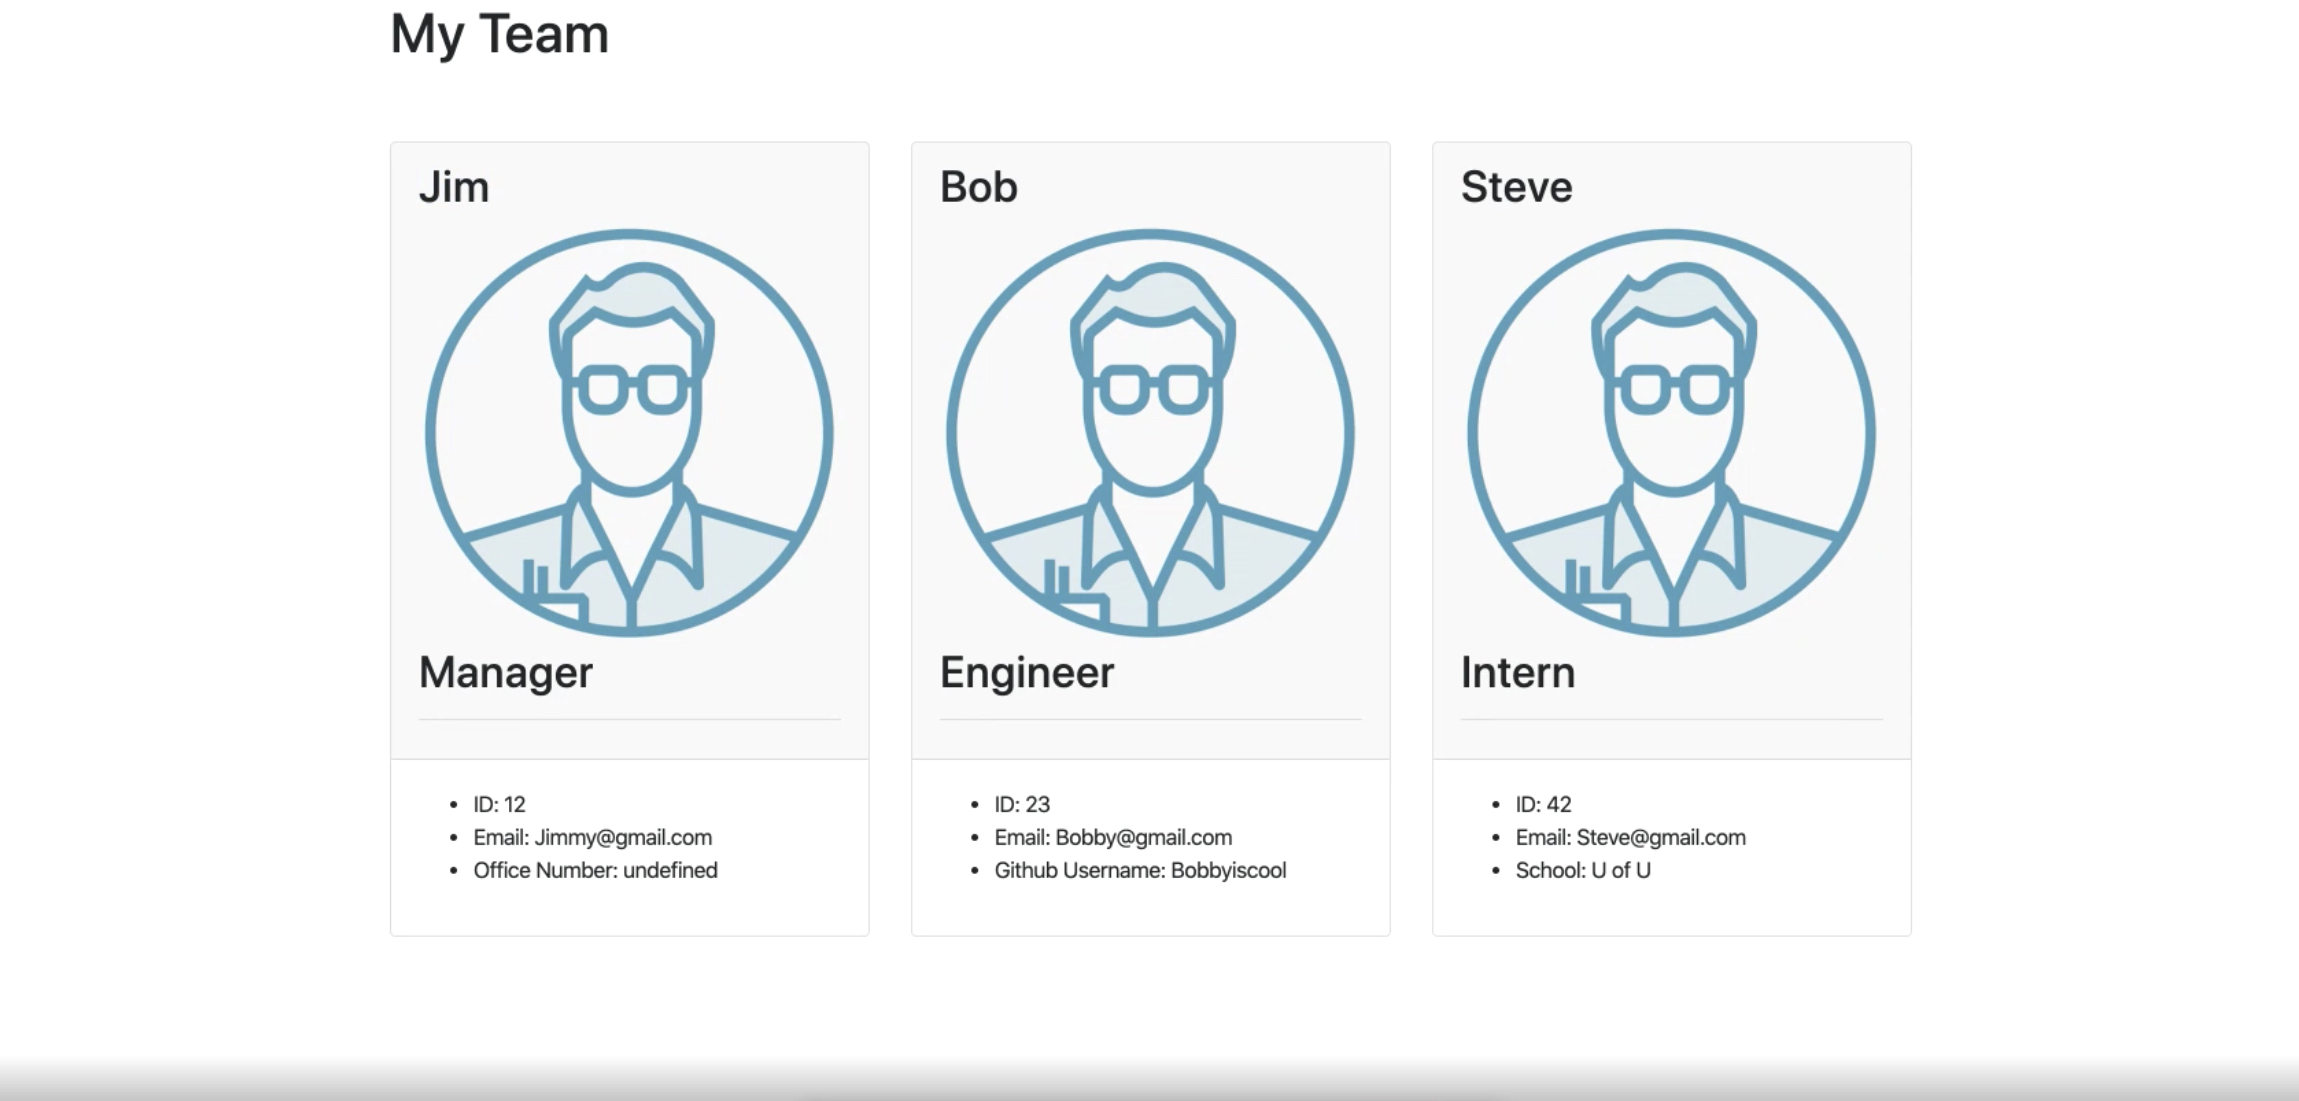 My Team
Jim
Manager
ID: 12
Email: Jimmy@gmail.com
Office Number: undefined
Bob
Engineer
ID: 23
Email: Bobby@gmail.com
Github Username: Bobbyiscool
Steve
Intern
ID: 42
Email: Steve@gmail.com
School: U of U